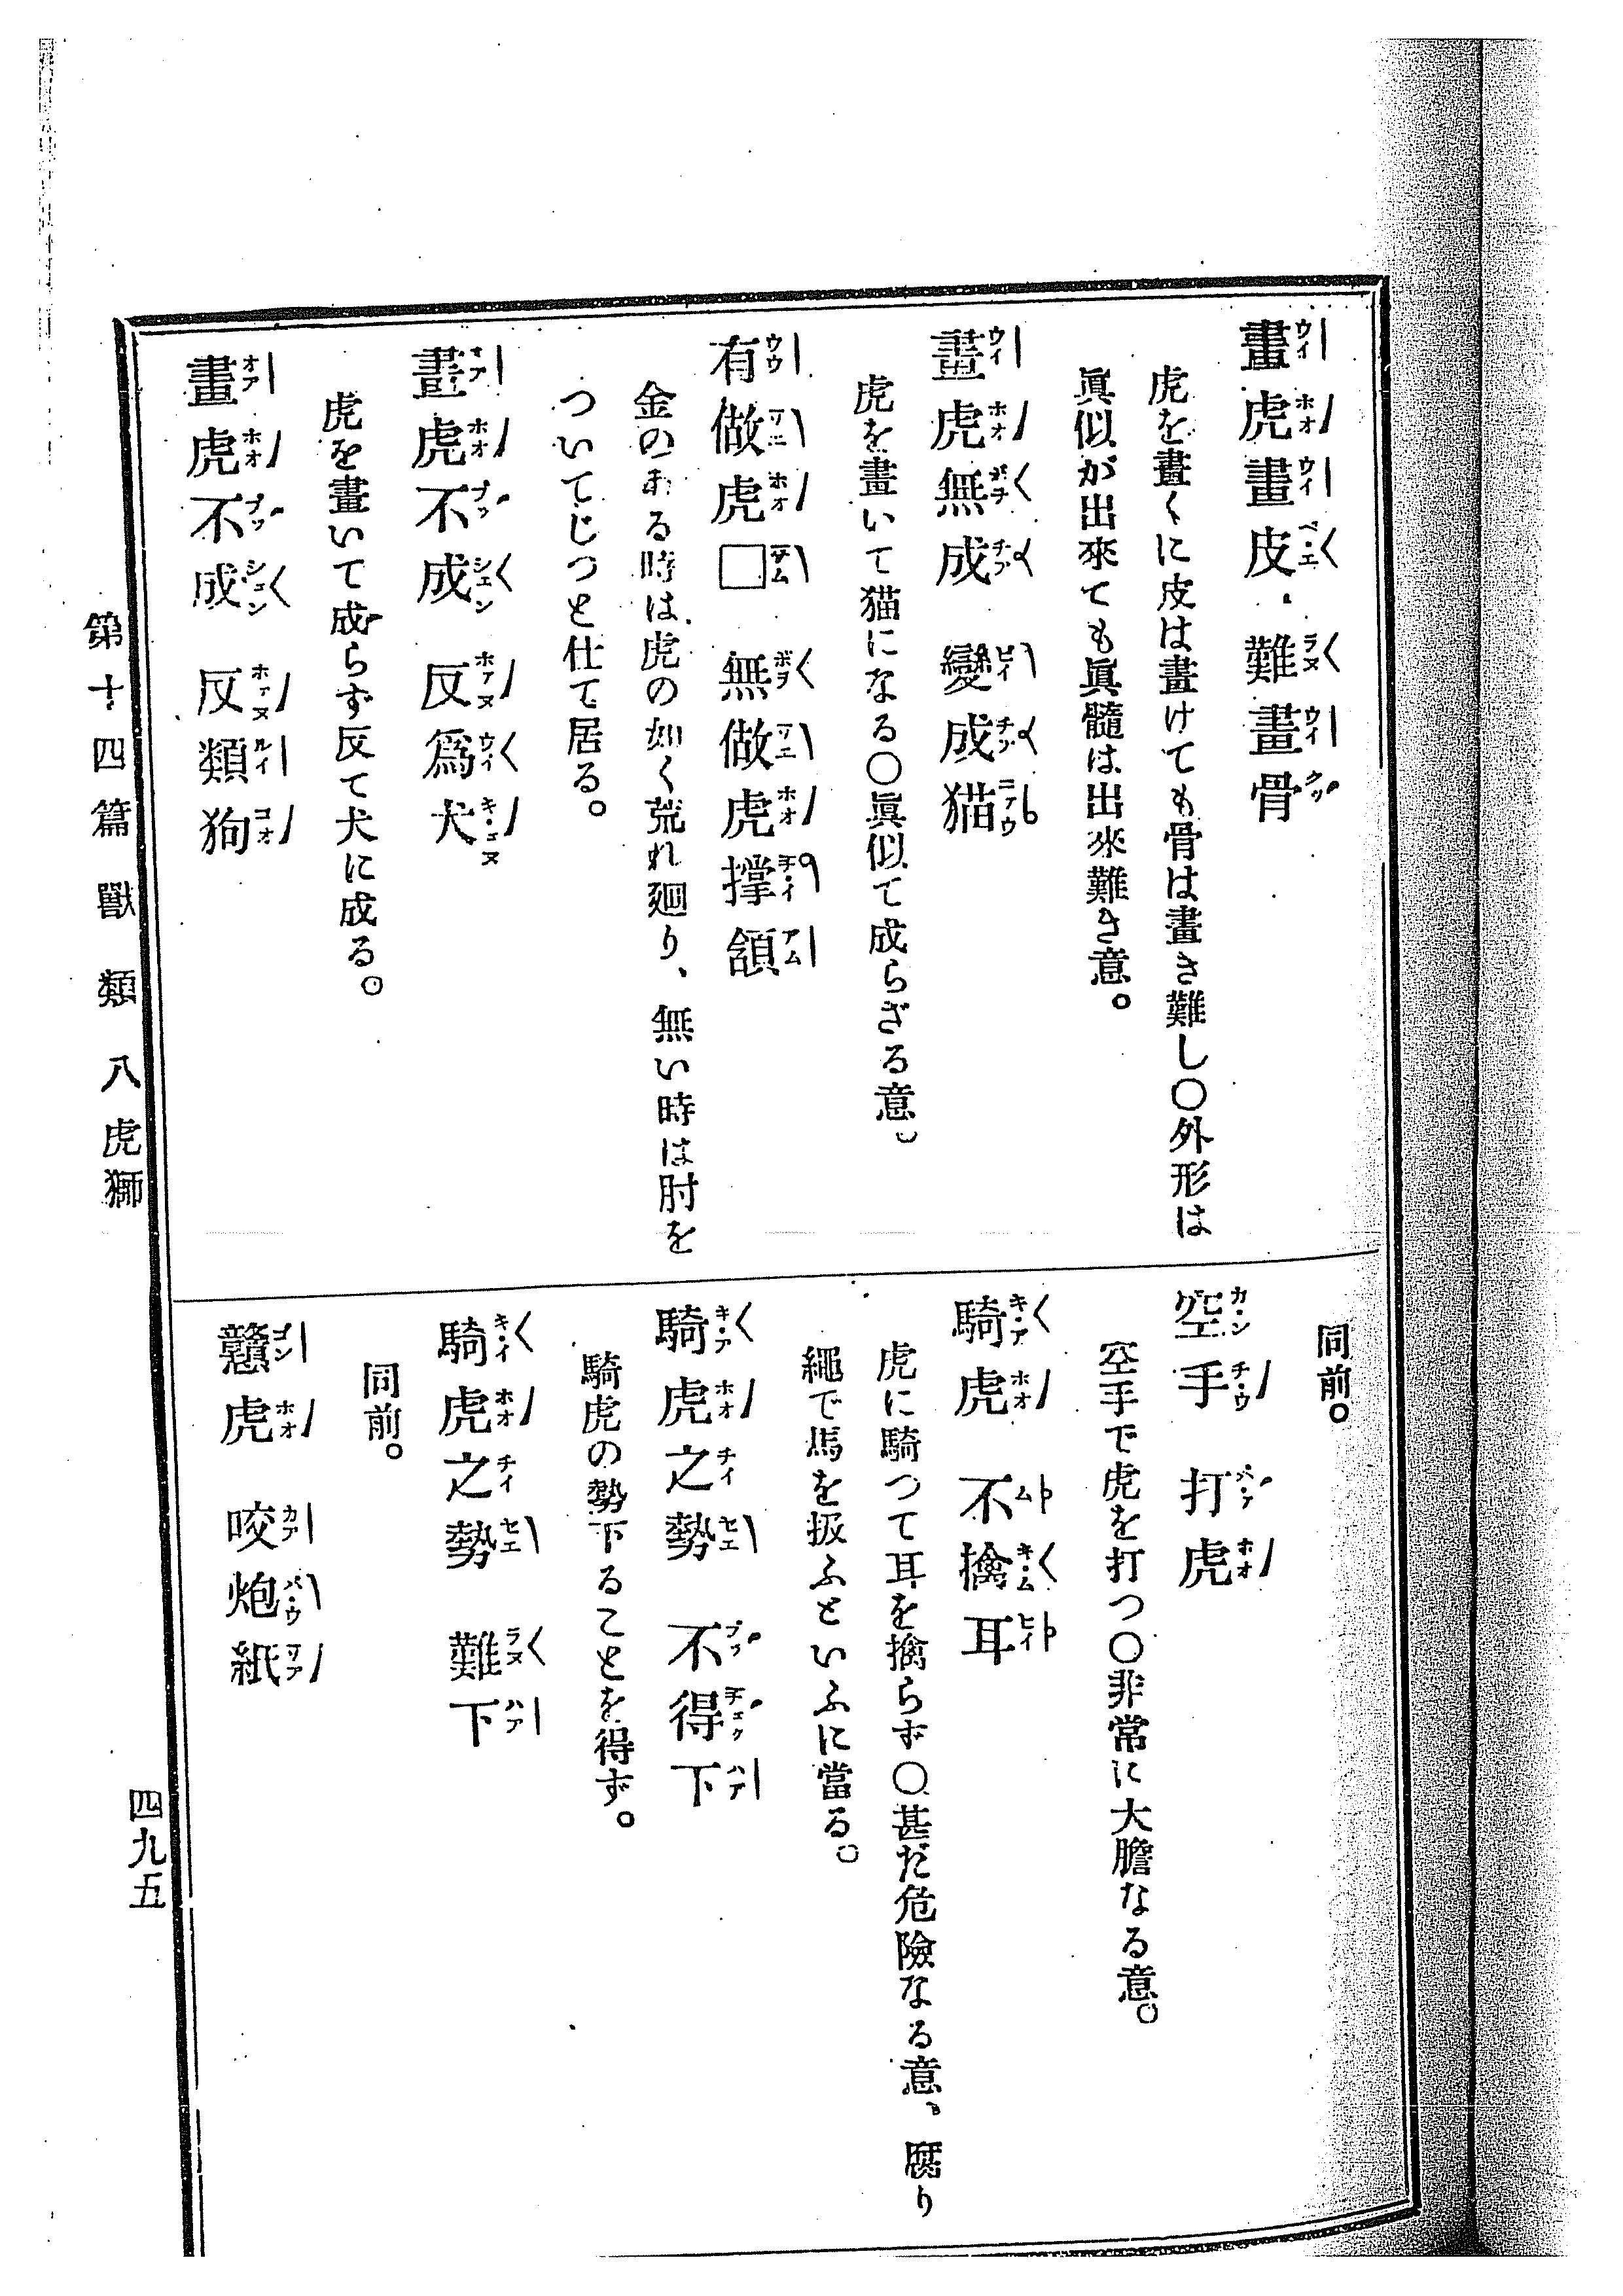 畫虎畫皮難畫骨
虎を畫くに皮は畫けても骨は畫き難し〇外形は
眞似が出來ても眞髓は出來難き意。
畫虎無成變成猫
虎を畫いて猫になる〇眞似て成らざる意。
有做虎□無做虎撑頷
金のある時は虎の如く荒れ廻り、無い時は肘を
ついてじつと仕て居る。
畫虎不成反爲犬
虎を畫いて成らず反て犬に成る。
畫虎不成反類狗
同前。
空手打虎
空手で虎を打つ〇非常に大膽なる意。
騎虎不擒耳
虎に騎つて耳を擒らず〇甚だ危險なる意、腐り
繩で馬を扱ふといふに當る。
騎虎之勢不得下
騎虎の勢下ることを得ず。
騎虎之勢難下
同前。
戇虎咬炮紙
第十四篇 獸類 八虎獅
四九五